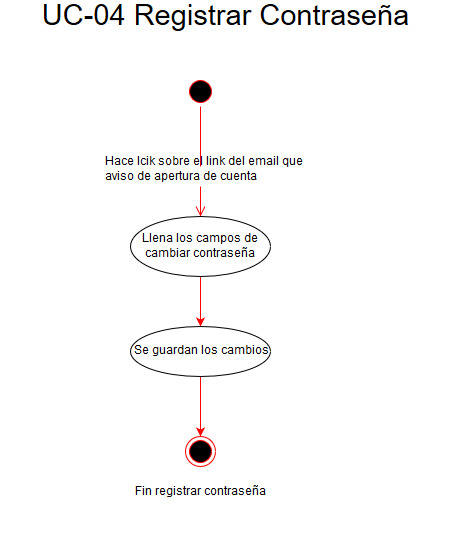 UC-04 Registrar Contraseña
Hace lcik sobre el link del email que
aviso de apertura de cuenta
Llena los campos de
cambiar contraseña
Se guardan los cambios
Fin registrar contraseña